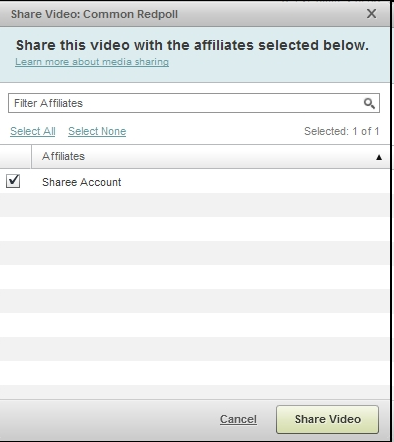 Share Video: Common Redpoll
Share this video with the affiliates selected below.
Learn more about media sharing
Filter Affiliates
Select All Select None Selected: 1 of 1
Affiliates
Sharee Account
Cancel Share Video